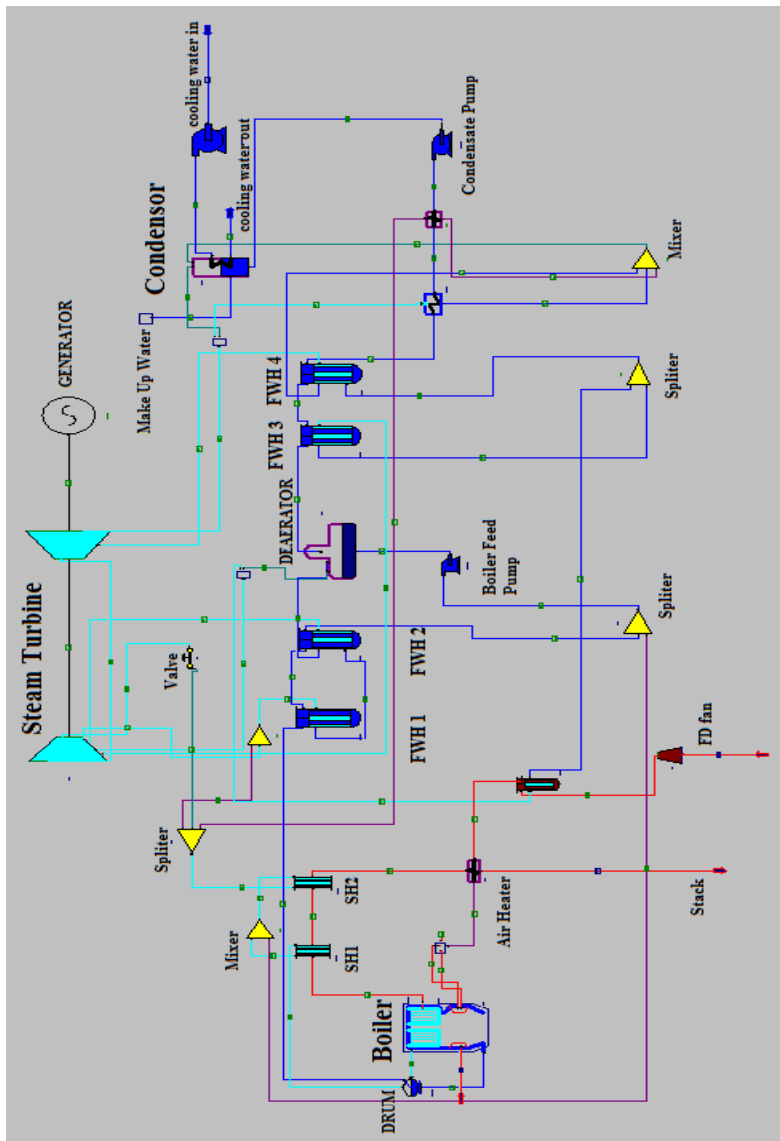 Steam Turbine
GENERATOR
Make Up Water
Condensor
Spliter
Valve
cooling water in
Mixer
cooling water out
DEAERATOR
FWH 3
FWH 4
SH1
SH2
Boiler
DRUM
FWH 1
FWH 2
Condensate Pump
Boiler Feed
Pump
Air Heater
Spliter
Spliter
Mixer
Stack
FD fan